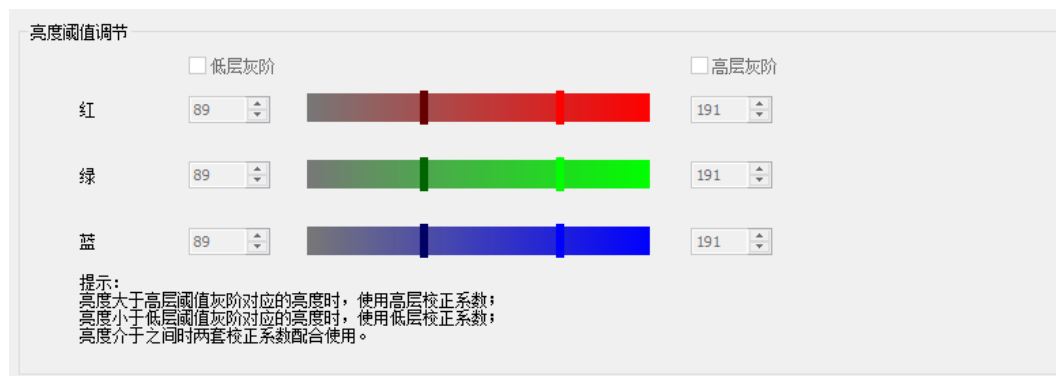 亮度阈值调节
低层灰阶 高层灰阶
红 89 191
绿 89 191
蓝 89 191
提示:
亮度大于高层阈值灰阶对应的亮度时，使用高层校正系数；
亮度小于低层阈值灰阶对应的亮度时，使用低层校正系数；
亮度介于之间时两套校正系数配合使用。